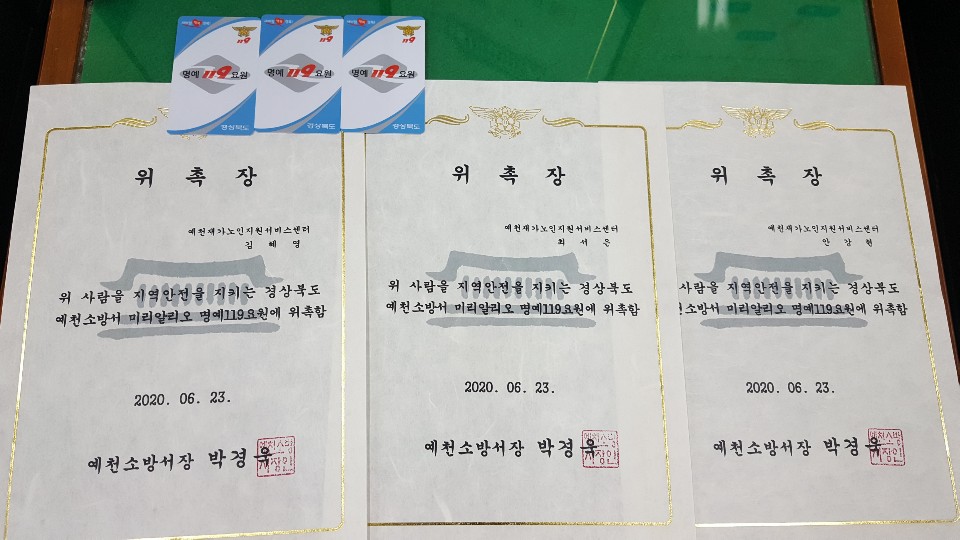 명예 119 요원
119
경상북도
명예 119 요원
119
경상북도
명예 119 요원
119
경상북도
위 촉 장
예천재가노인지원서비스센터
김 혜 영
위 사람을 지역안전을 지키는 경상북도
예천소방서 미리알리오 명예119요원에 위촉함
2020. 06. 23.
예천소방서장 박경욱
위 촉 장
예천재가노인지원서비스센터
최 서 은
위 사람을 지역안전을 지키는 경상북도
예천소방서 미리알리오 명예119요원에 위촉함
2020. 06. 23.
예천소방서장 박경욱
위 촉 장
예천재가노인지원서비스센터
안 강 현
사람을 지역안전을 지키는 경상북도
천소방서 미리알리오 명예119요원에 위촉함
2020. 06. 23.
예천소방서장 박경욱